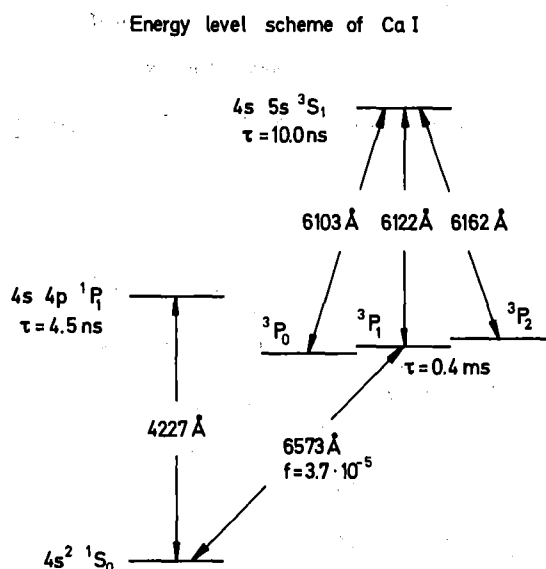 Energy level scheme of Ca I
4s 5s ³S₁
τ = 10.0 ns
6103 Å 6122 Å 6162 Å
4s 4p ¹P₁
τ = 4.5 ns
³P₀ ³P₁ ³P₂
τ = 0.4 ms
4227 Å
6573 Å
f = 3.7 · 10⁻⁵
4s² ¹S₀